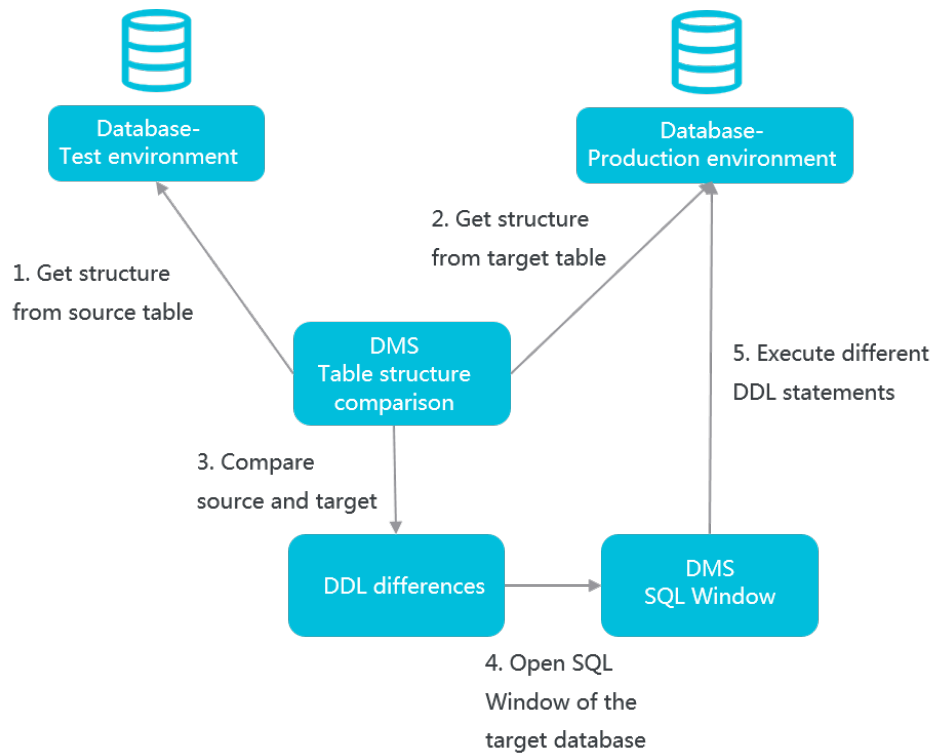 Database-
Test environment
Database-
Production environment
2. Get structure
from target table
1. Get structure
from source table
DMS
Table structure
comparison
5. Execute different
DDL statements
3. Compare
source and target
DDL differences
DMS
SQL Window
4. Open SQL
Window of the
target database